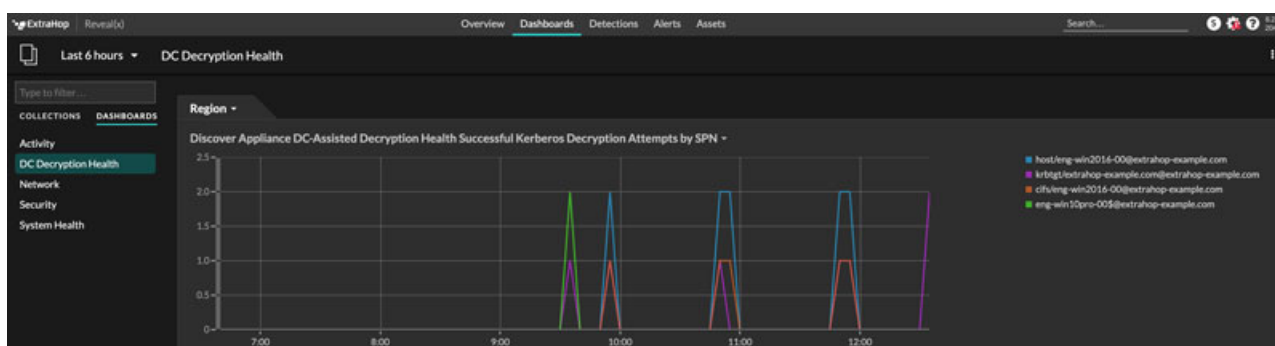 ExtraHop Reveal(x) Overview Dashboards Detections Alerts Assets Search...
Last 6 hours DC Decryption Health
Type to filter...
COLLECTIONS DASHBOARDS
Activity
DC Decryption Health
Network
Security
System Health
Region
Discover Appliance DC-Assisted Decryption Health Successful Kerberos Decryption Attempts by SPN
2.5
2.0
1.5
1.0
0.5
0
7:00 8:00 9:00 10:00 11:00 12:00
host/eng-win2016-00@extrahop-example.com
krbtgt/extrahop-example.com@extrahop-example.com
cifs/eng-win2016-00@extrahop-example.com
eng-win10pro-00$@extrahop-example.com